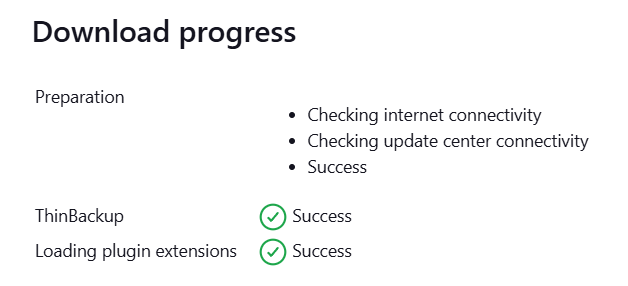 Download progress
Preparation
Checking internet connectivity
Checking update center connectivity
Success
ThinBackup Success
Loading plugin extensions Success